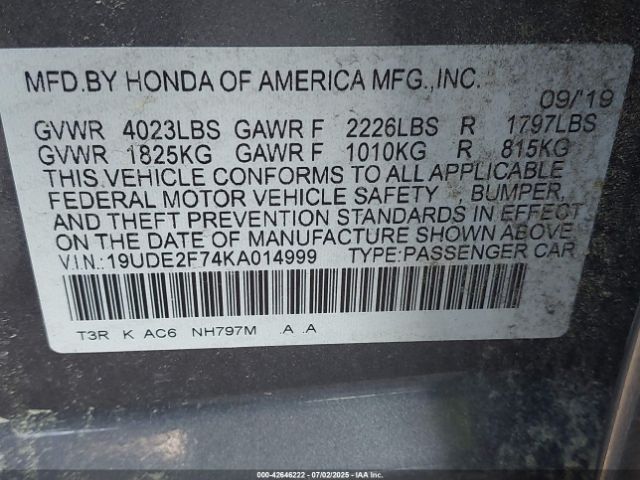 MFD.BY HONDA OF AMERICA MFG.,INC.
09/'19
GVWR 4023LBS GAWR F 2226LBS R 1797LBS
GVWR 1825KG GAWR F 1010KG R 815KG
THIS VEHICLE CONFORMS TO ALL APPLICABLE
FEDERAL MOTOR VEHICLE SAFETY , BUMPER,
AND THEFT PREVENTION STANDARDS IN EFFECT
ON THE DATE OF MANUFACTURE SHOWN ABOVE.
V.I.N.:19UDE2F74KA014999 TYPE:PASSENGER CAR
T3R K AC6 NH797M .A .A
000-42646222 - 07/02/2025 - IAA Inc.